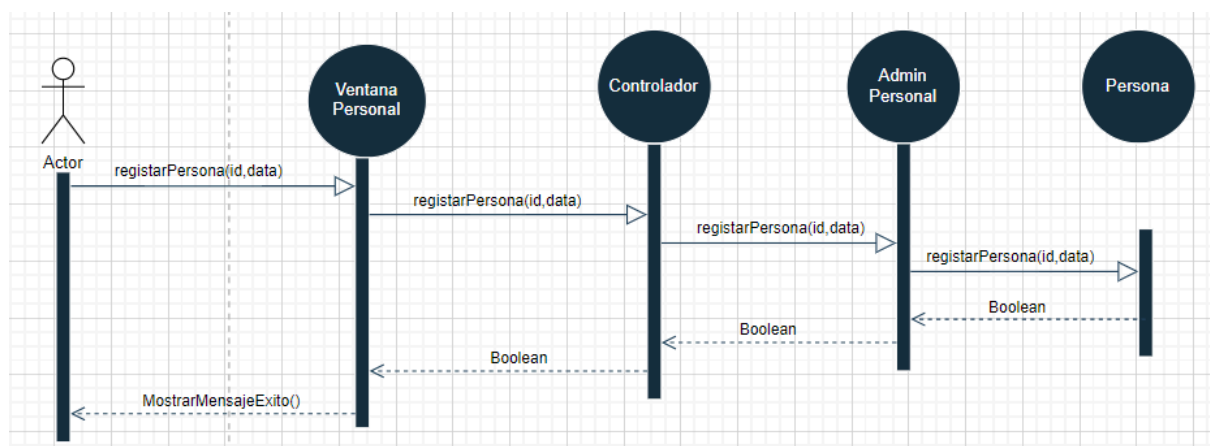 Ventana
Personal
Controlador
Admin
Personal
Persona
Actor
registarPersona(id,data)
registarPersona(id,data)
registarPersona(id,data)
registarPersona(id,data)
Boolean
Boolean
Boolean
MostrarMensajeExito()